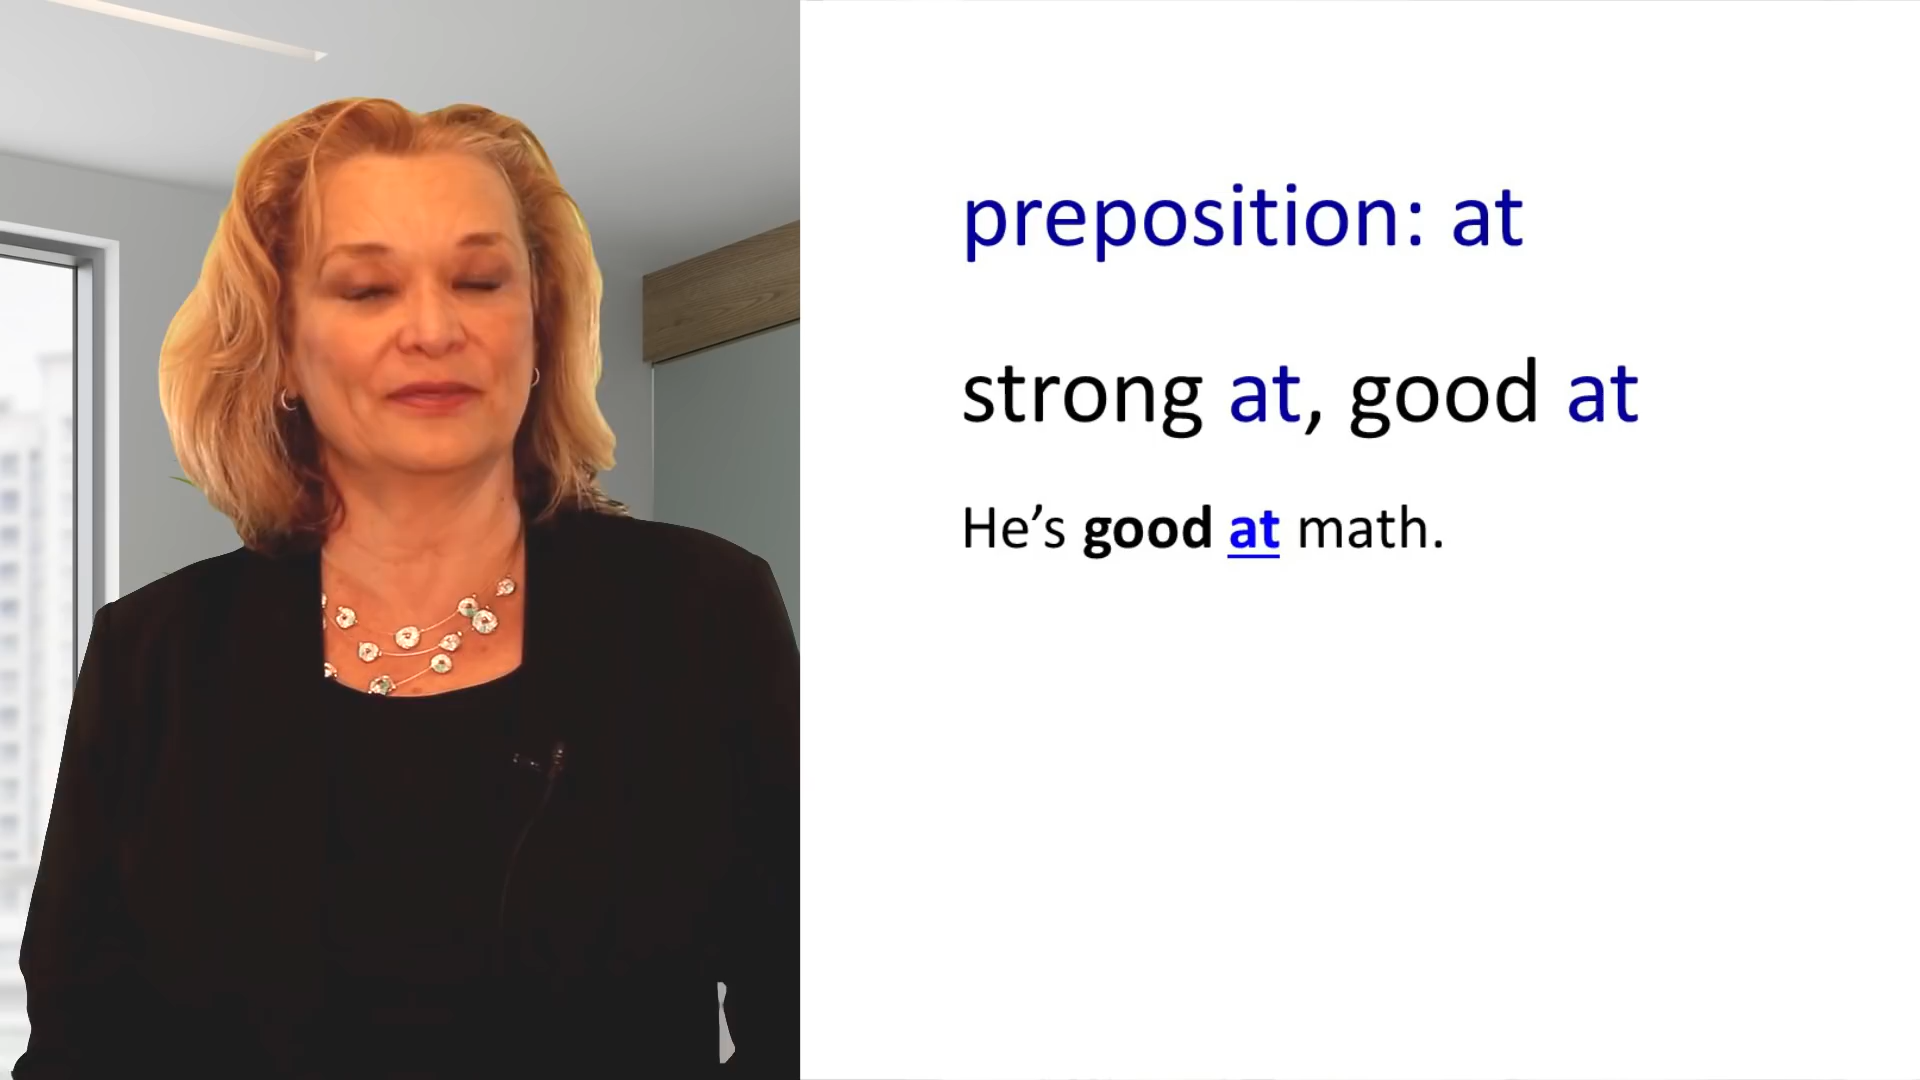 preposition: at
strong at, good at
He’s good at math.